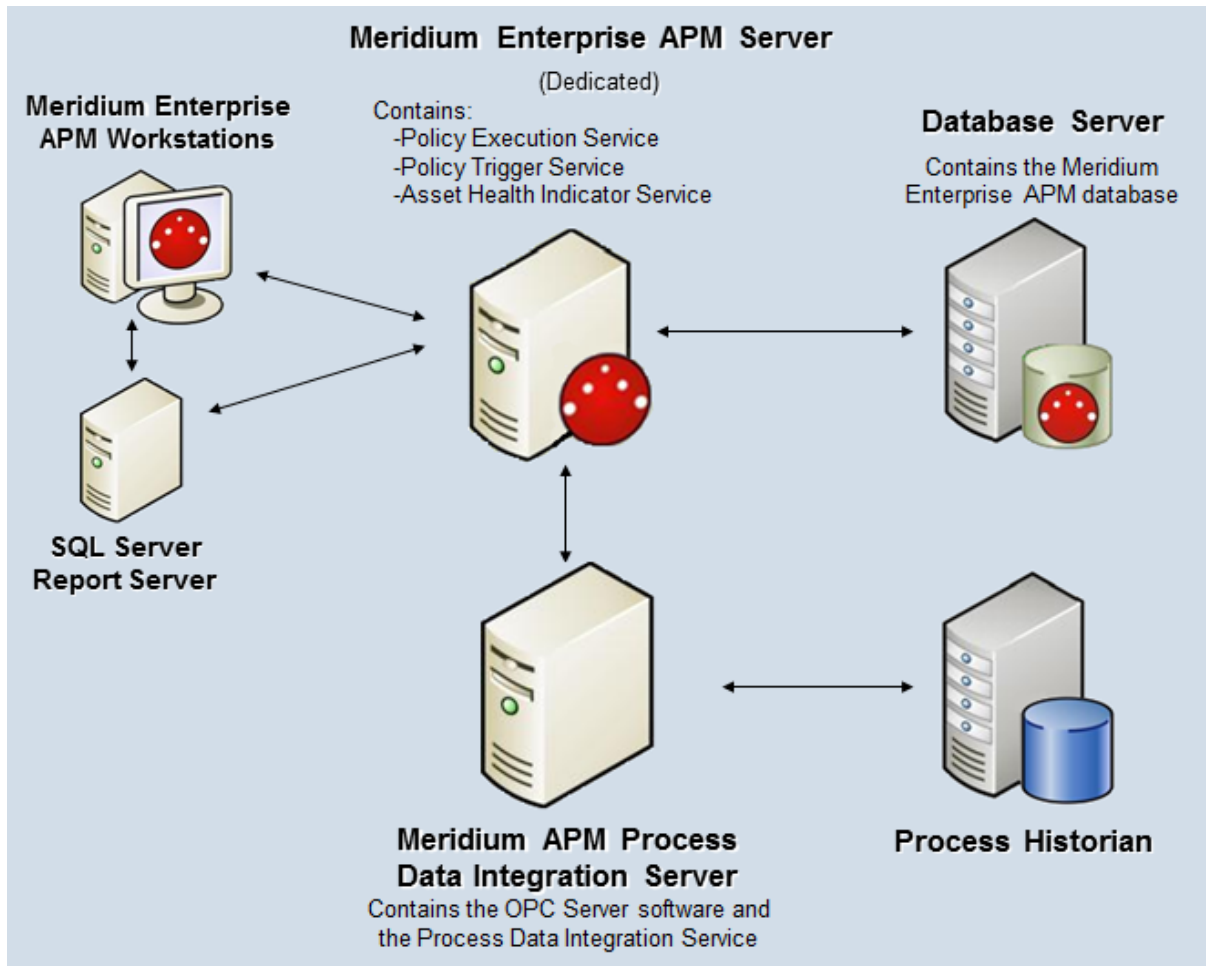 Meridium Enterprise APM Server
(Dedicated)
Contains:
-Policy Execution Service
-Policy Trigger Service
-Asset Health Indicator Service
Meridium Enterprise
APM Workstations
Database Server
Contains the Meridium
Enterprise APM database
SQL Server
Report Server
Meridium APM Process
Data Integration Server
Contains the OPC Server software and
the Process Data Integration Service
Process Historian